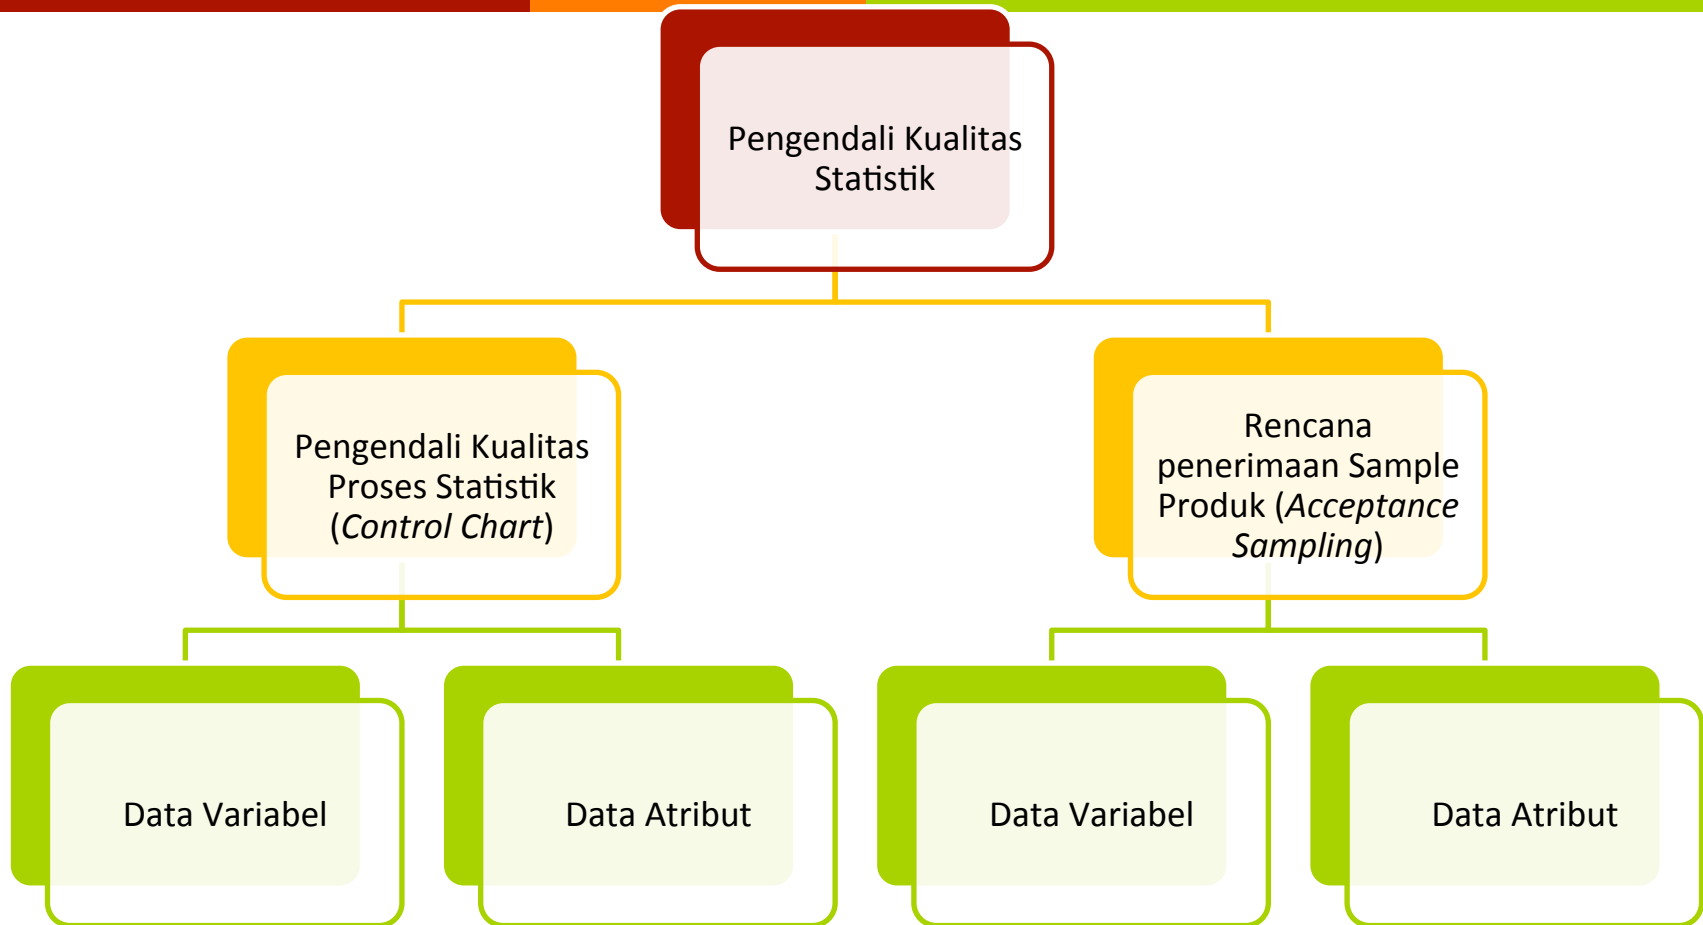 Pengendali Kualitas
Statistik
Pengendali Kualitas
Proses Statistik
(Control Chart)
Rencana
penerimaan Sample
Produk (Acceptance
Sampling)
Data Variabel
Data Atribut
Data Variabel
Data Atribut